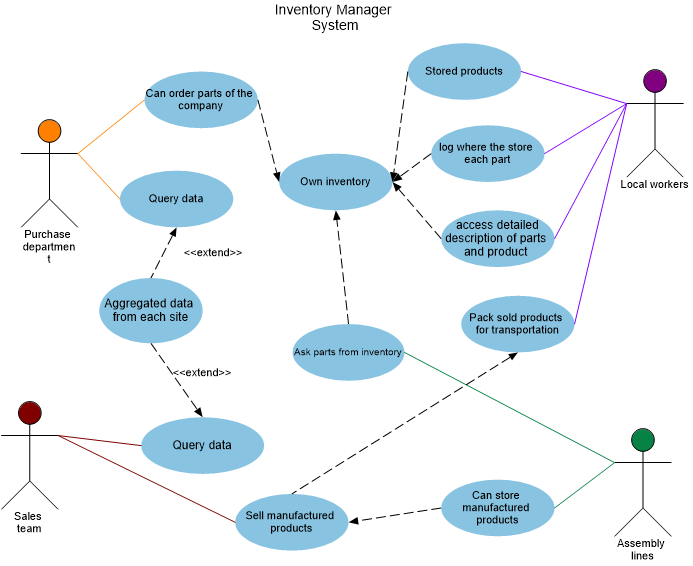 Inventory Manager
System
Stored products
Can order parts of the
company
Local workers
log where the store
each part
Own inventory
Query data
Purchase
departmen
t
access detailed
description of parts
and product
<<extend>>
Aggregated data
from each site
Pack sold products
for transportation
Ask parts from inventory
<<extend>>
Query data
Sales
team
Sell manufactured
products
Can store
manufactured
products
Assembly
lines